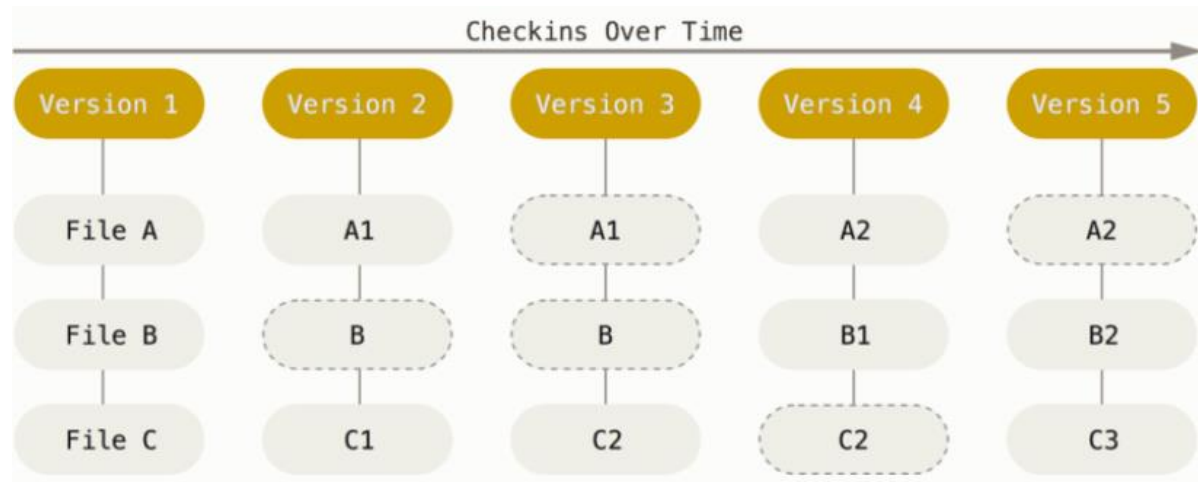 Checkins Over Time
Version 1 Version 2 Version 3 Version 4 Version 5
File A A1 A1 A2 A2
File B B B B1 B2
File C C1 C2 C2 C3